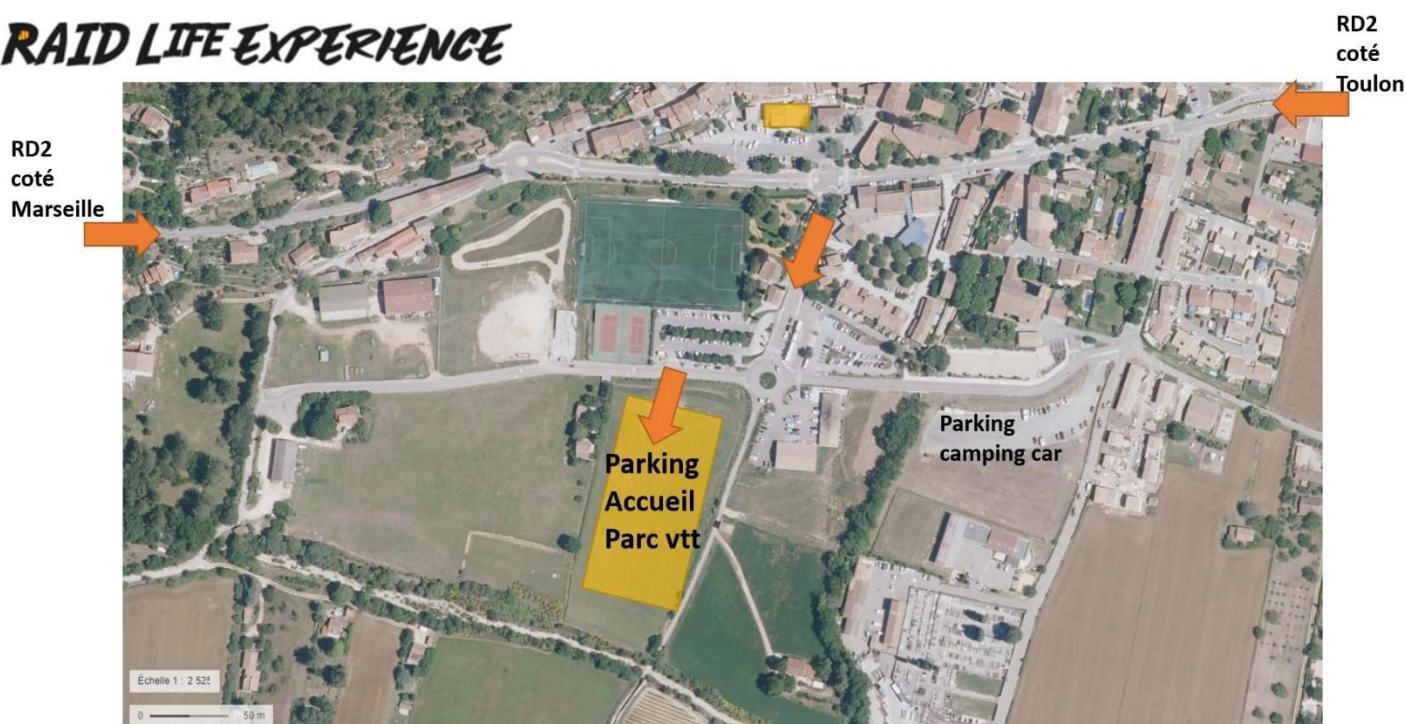 RAID LIFE EXPERIENCE
RD2
coté
Toulon
RD2
coté
Marseille
Parking
camping car
Parking
Accueil
Parc vtt
Échelle 1 : 2 525
0 50 m